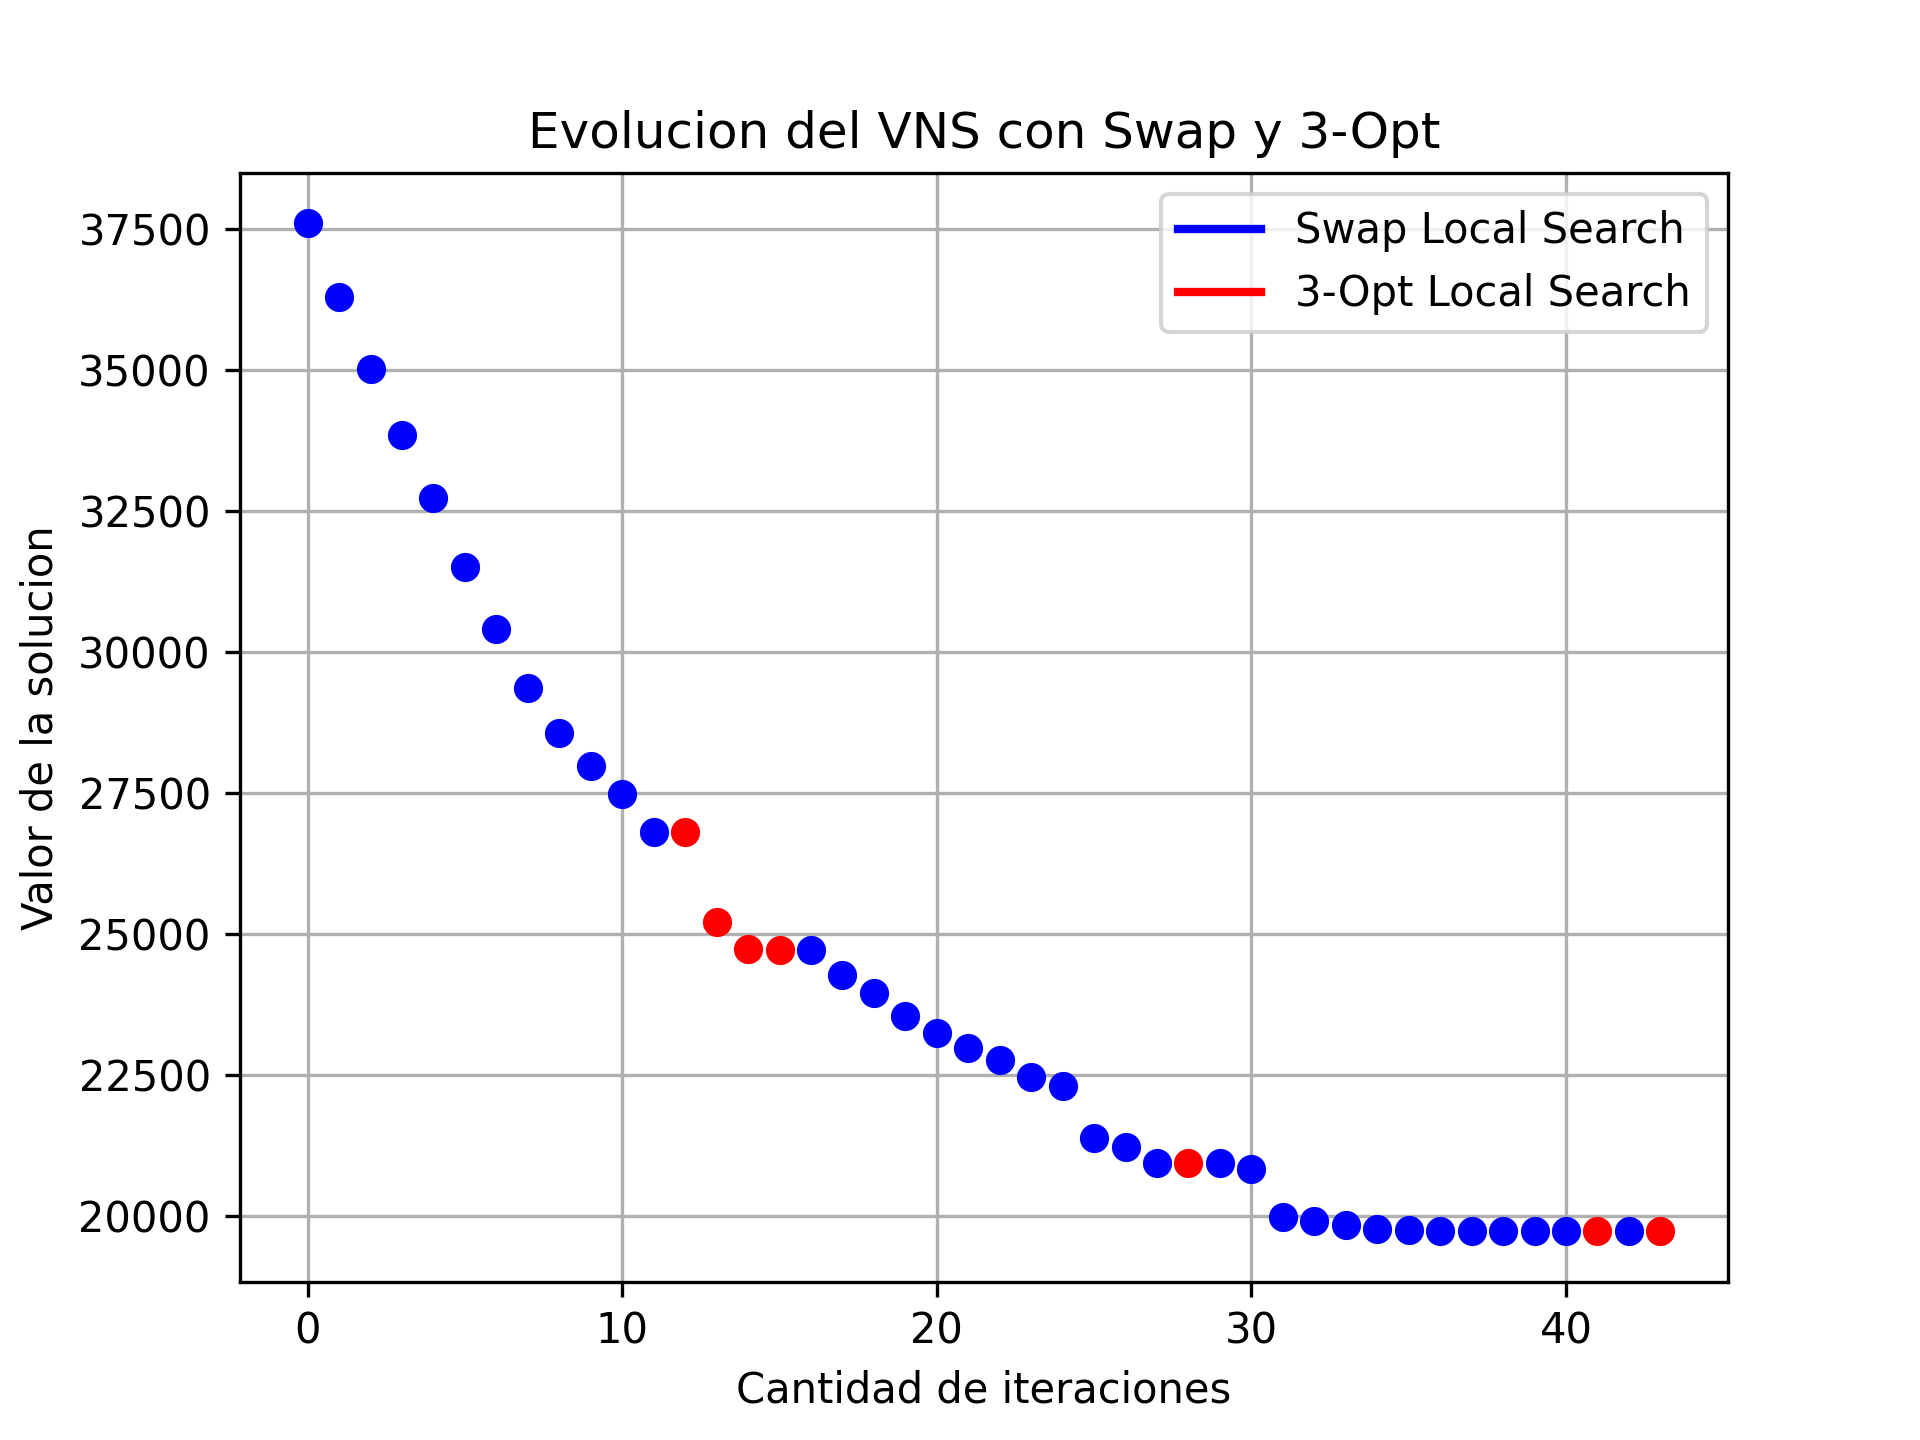 Evolucion del VNS con Swap y 3-Opt
Swap Local Search
3-Opt Local Search
37500
35000
32500
30000
27500
25000
22500
20000
Valor de la solucion
0 10 20 30 40
Cantidad de iteraciones